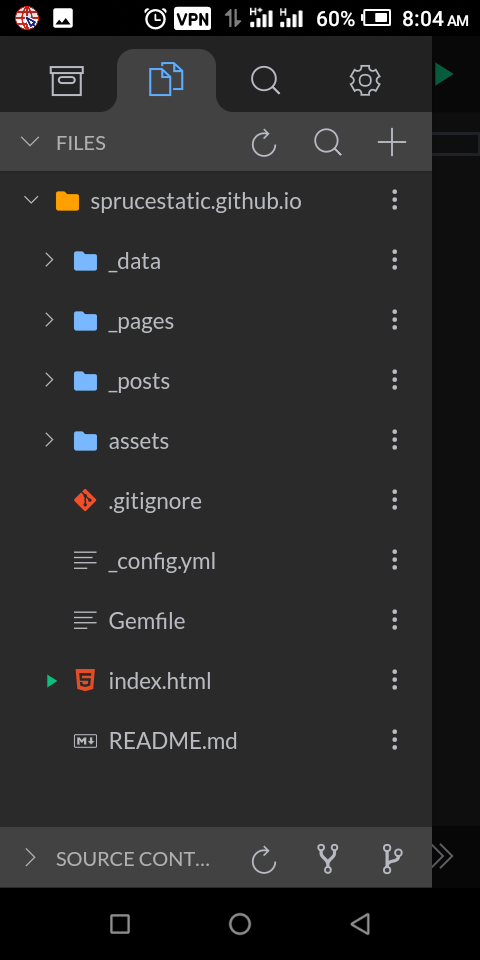 VPN H+ H 60% 8:04 AM
FILES
sprucestatic.github.io
_data
_pages
_posts
assets
.gitignore
_config.yml
Gemfile
index.html
README.md
SOURCE CONT...